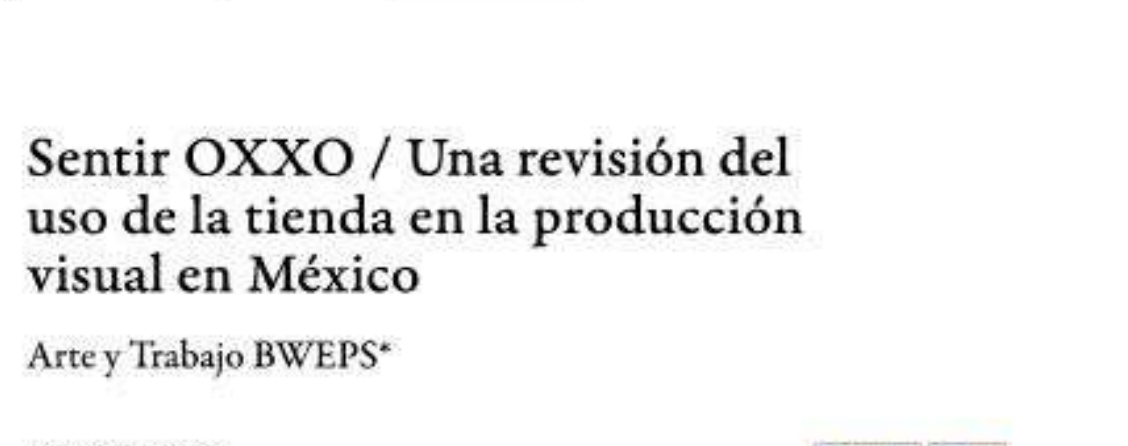 Sentir OXXO / Una revisión del
uso de la tienda en la producción
visual en México
Arte y Trabajo BWEPS*